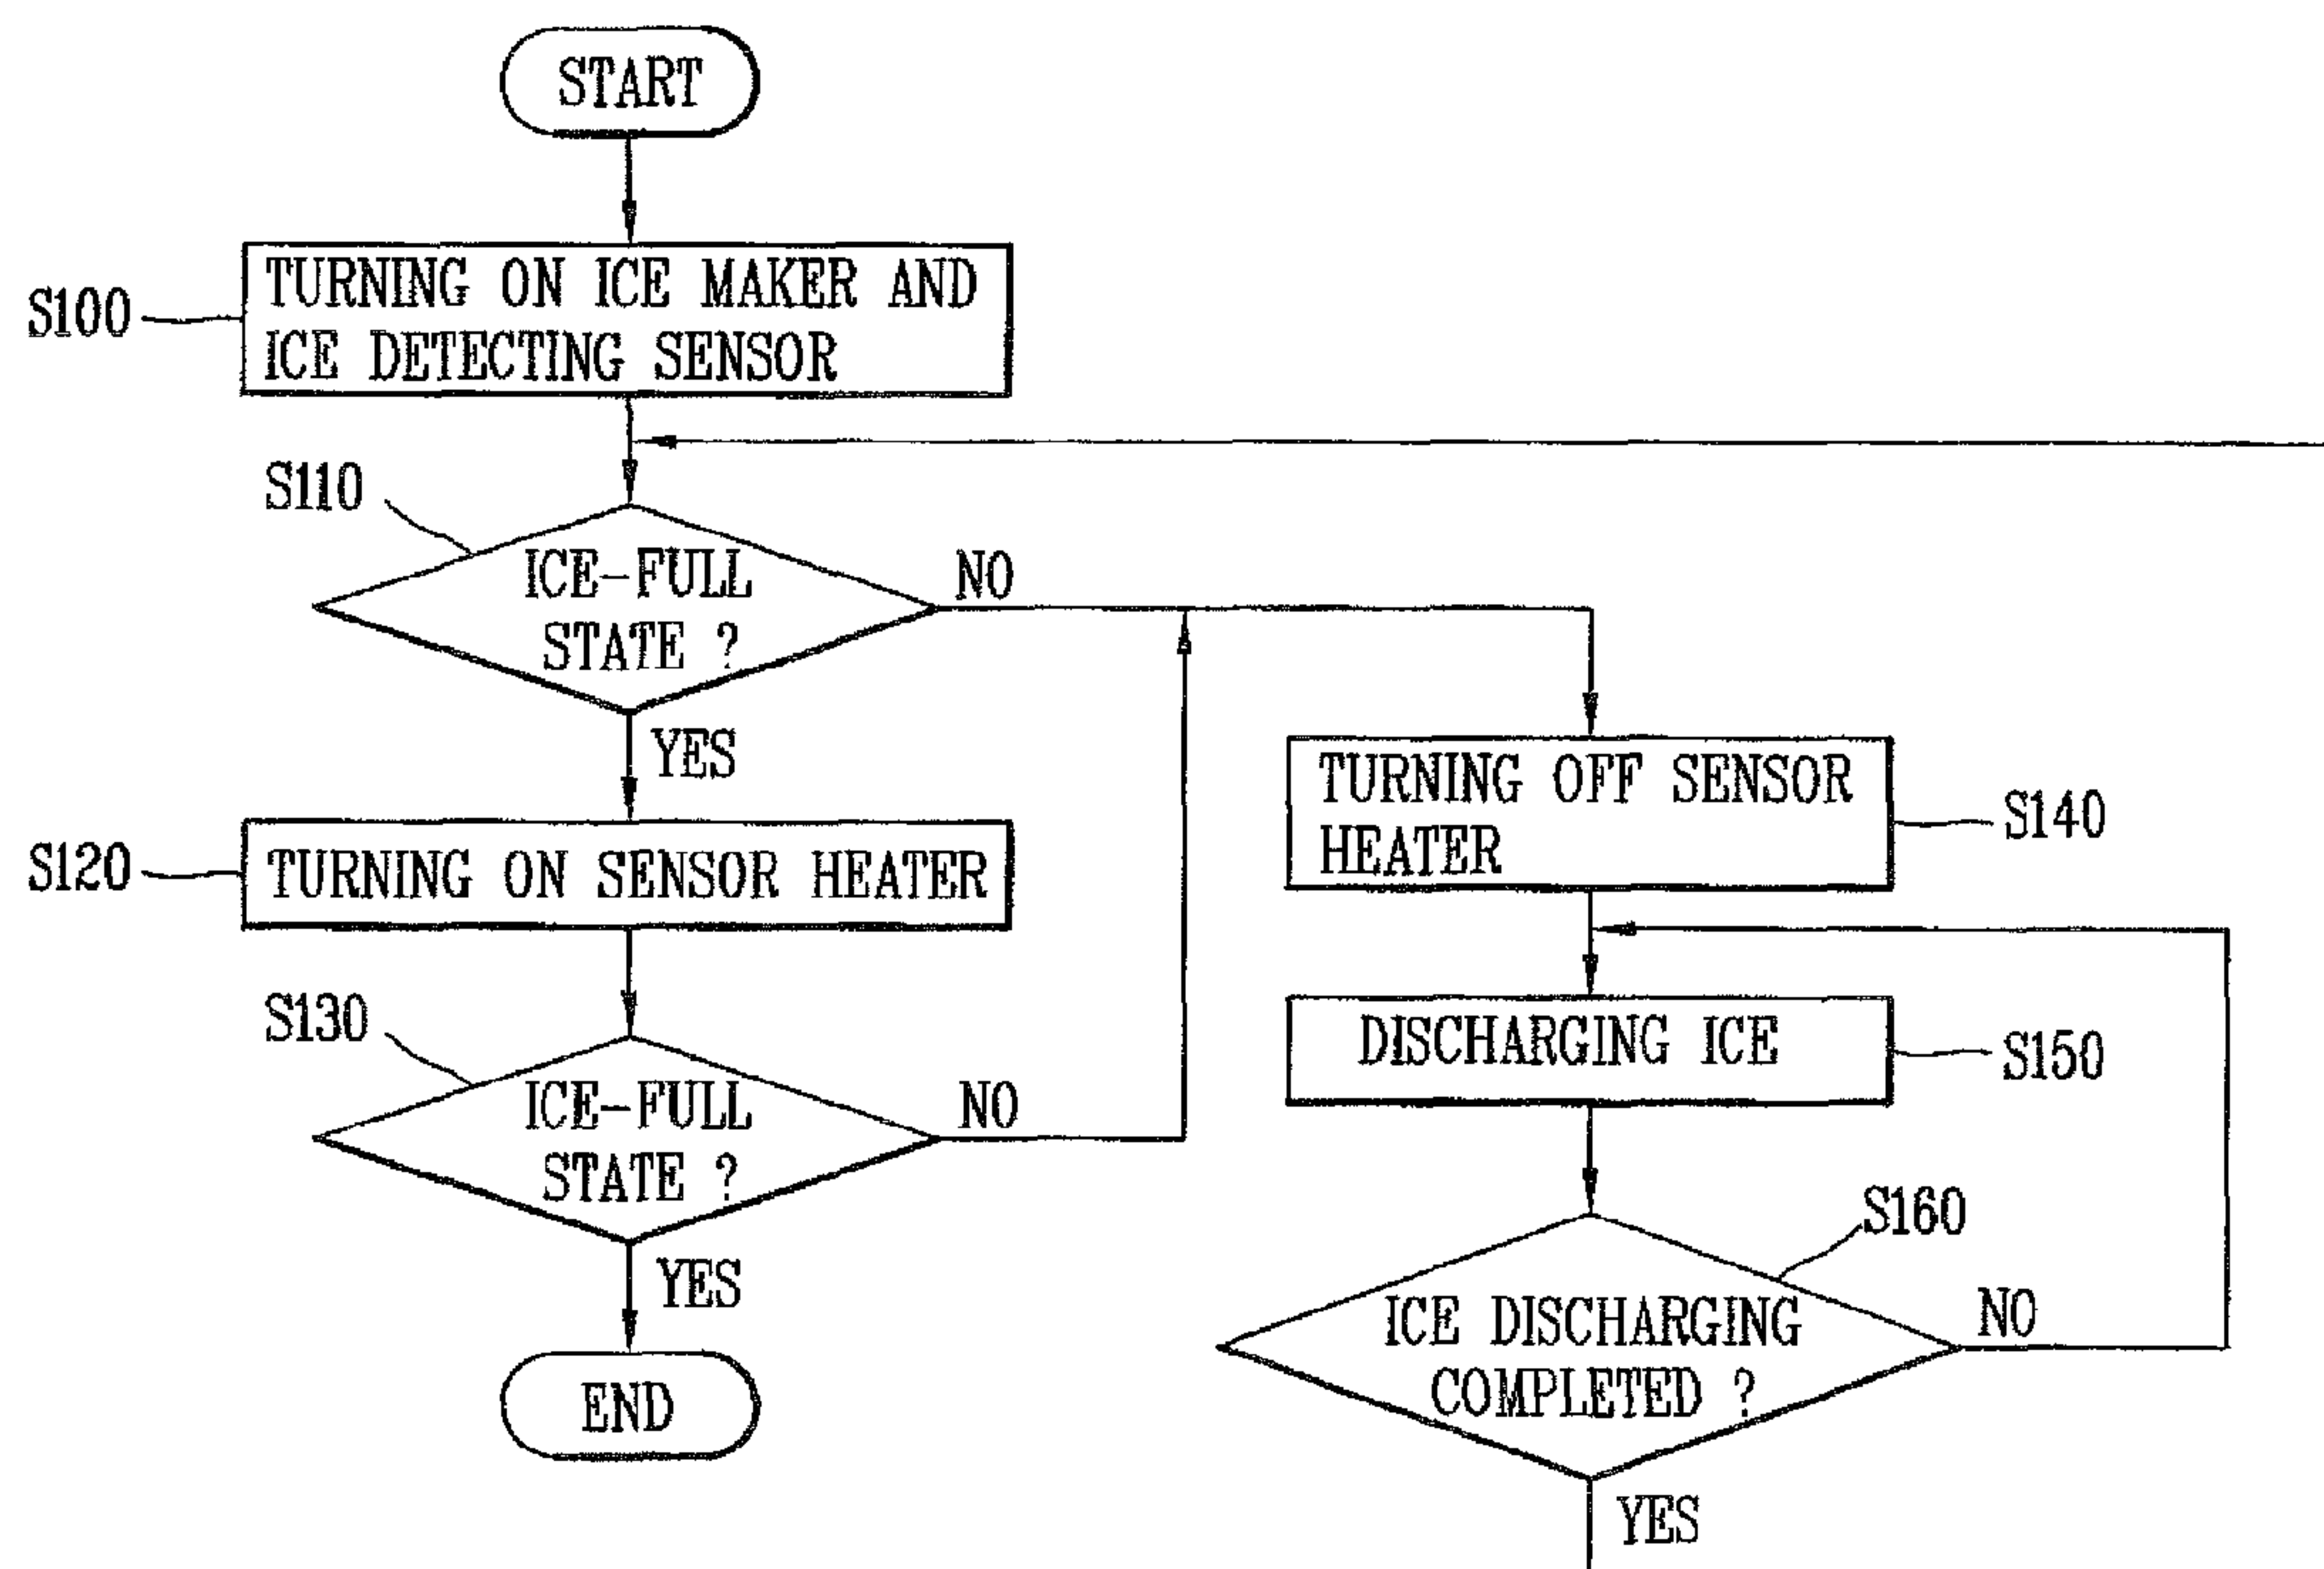 START
S100
TURNING ON ICE MAKER AND
ICE DETECTING SENSOR
S110
ICE-FULL
STATE ?
NO
YES
S120
TURNING ON SENSOR HEATER
S130
ICE-FULL
STATE ?
NO
YES
END
TURNING OFF SENSOR
HEATER
S140
DISCHARGING ICE
S150
S160
ICE DISCHARGING
COMPLETED ?
NO
YES